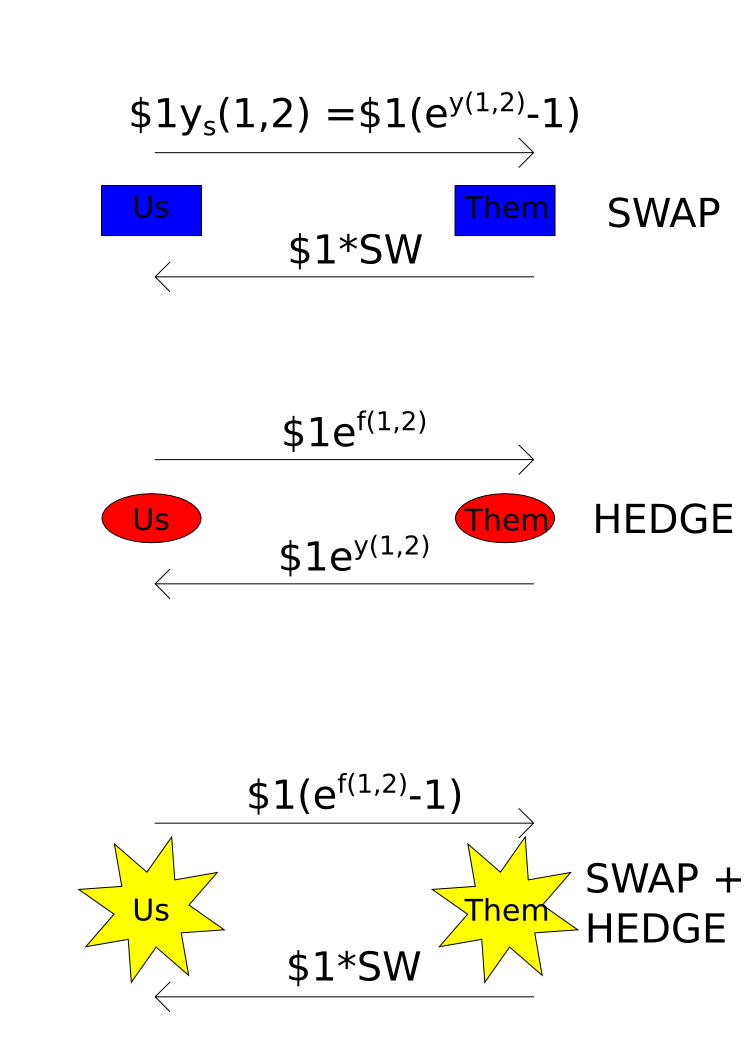 $1yₛ(1,2) =$1(e^y(1,2)-1)
Us
Them
SWAP
$1*SW
$1e^f(1,2)
Us
Them
HEDGE
$1e^y(1,2)
$1(e^f(1,2)-1)
Us
Them
SWAP +
HEDGE
$1*SW